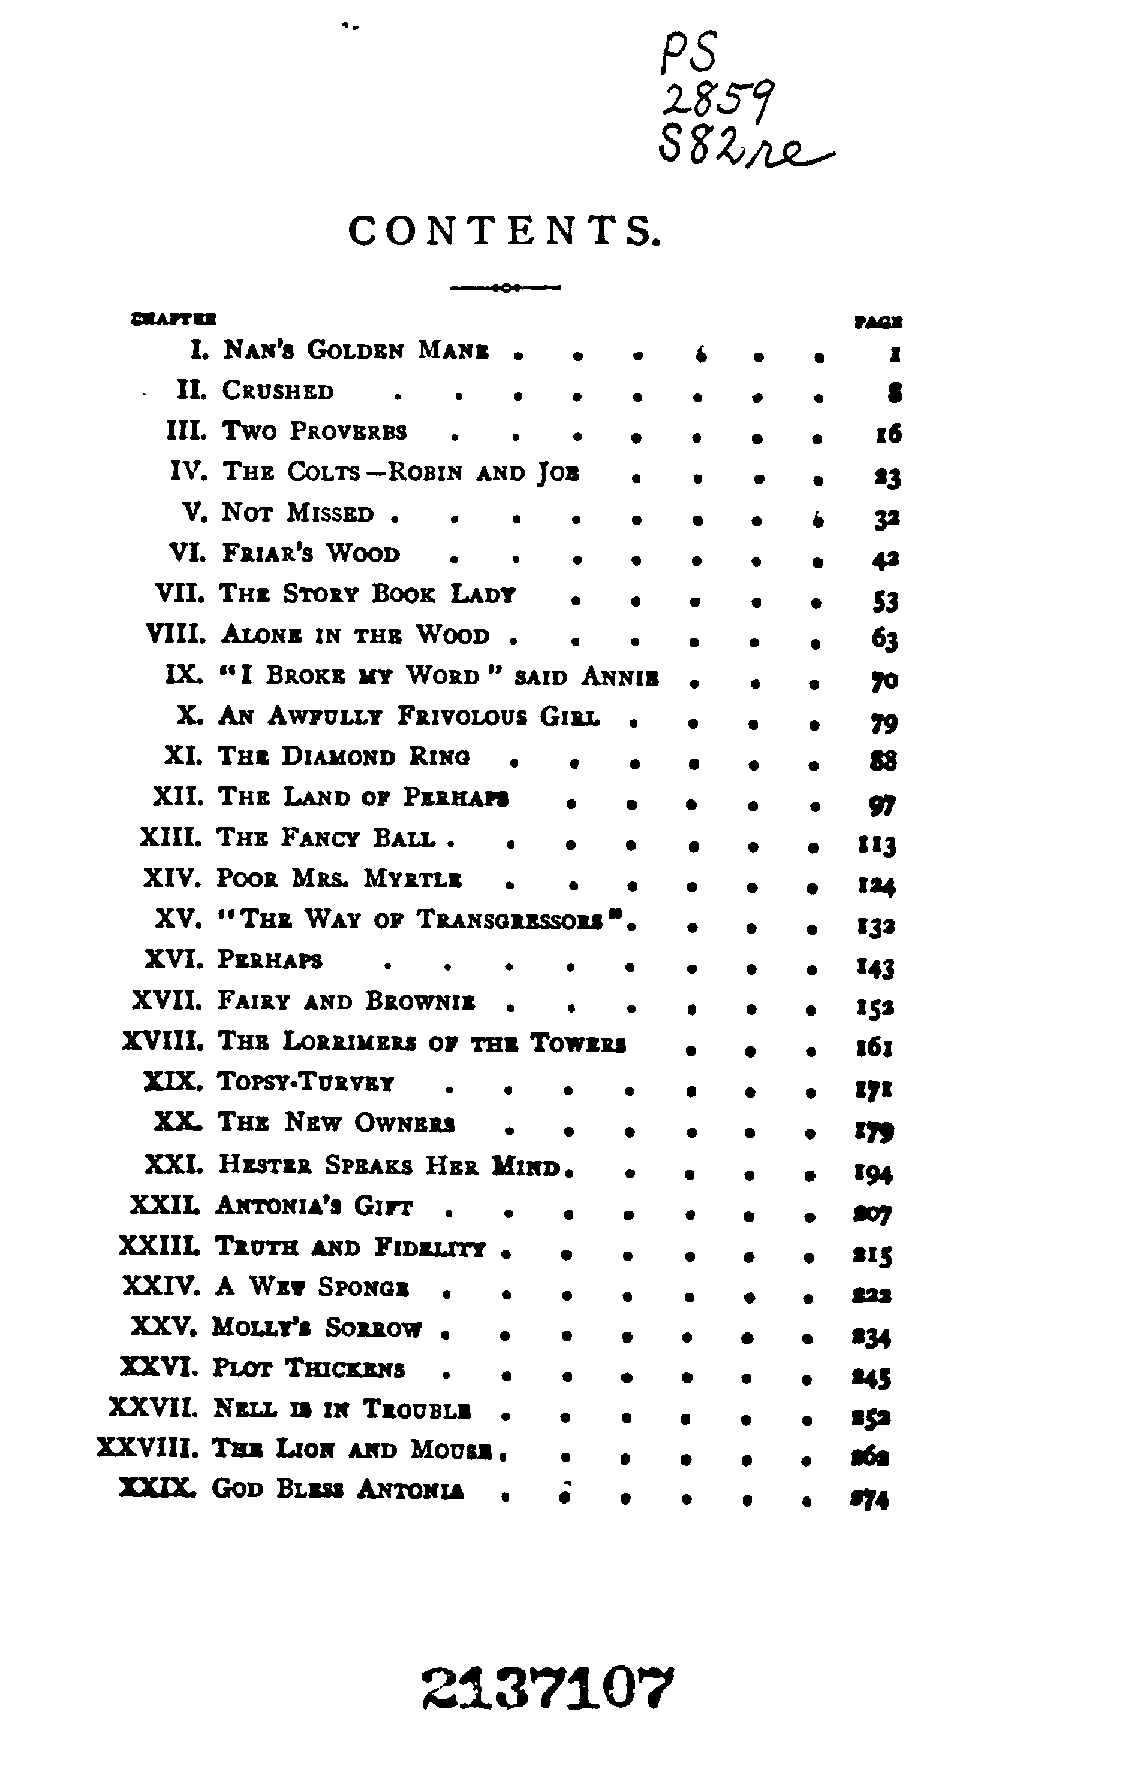 PS
2859
S82re
CONTENTS.
CHAPTER PAGE
I. NAN'S GOLDEN MANE . . . . . . 1
II. CRUSHED . . . . . . . . 8
III. TWO PROVERBS . . . . . . . 16
IV. THE COLTS—ROBIN AND JOE . . . . 23
V. NOT MISSED . . . . . . . . 32
VI. FRIAR'S WOOD . . . . . . . 42
VII. THE STORY BOOK LADY . . . . . 53
VIII. ALONE IN THE WOOD . . . . . . 63
IX. "I BROKE MY WORD" SAID ANNIE . . . 70
X. AN AWFULLY FRIVOLOUS GIRL . . . . 79
XI. THE DIAMOND RING . . . . . . 88
XII. THE LAND OF PERHAPS . . . . . 97
XIII. THE FANCY BALL . . . . . . . 113
XIV. POOR MRS. MYRTLE . . . . . . 124
XV. "THE WAY OF TRANSGRESSORS" . . . . 132
XVI. PERHAPS . . . . . . . . 143
XVII. FAIRY AND BROWNIE . . . . . . 152
XVIII. THE LORRIMERS OF THE TOWERS . . . 161
XIX. TOPSY-TURVEY . . . . . . . 171
XX. THE NEW OWNERS . . . . . . 179
XXI. HESTER SPEAKS HER MIND . . . . . 194
XXII. ANTONIA'S GIFT . . . . . . . 207
XXIII. TRUTH AND FIDELITY . . . . . . 215
XXIV. A WET SPONGE . . . . . . . 222
XXV. MOLLY'S SORROW . . . . . . . 234
XXVI. PLOT THICKENS . . . . . . . 245
XXVII. NELL IS IN TROUBLE . . . . . . 252
XXVIII. THE LION AND MOUSE . . . . . . 262
XXIX. GOD BLESS ANTONIA . . . . . . 274
2137107